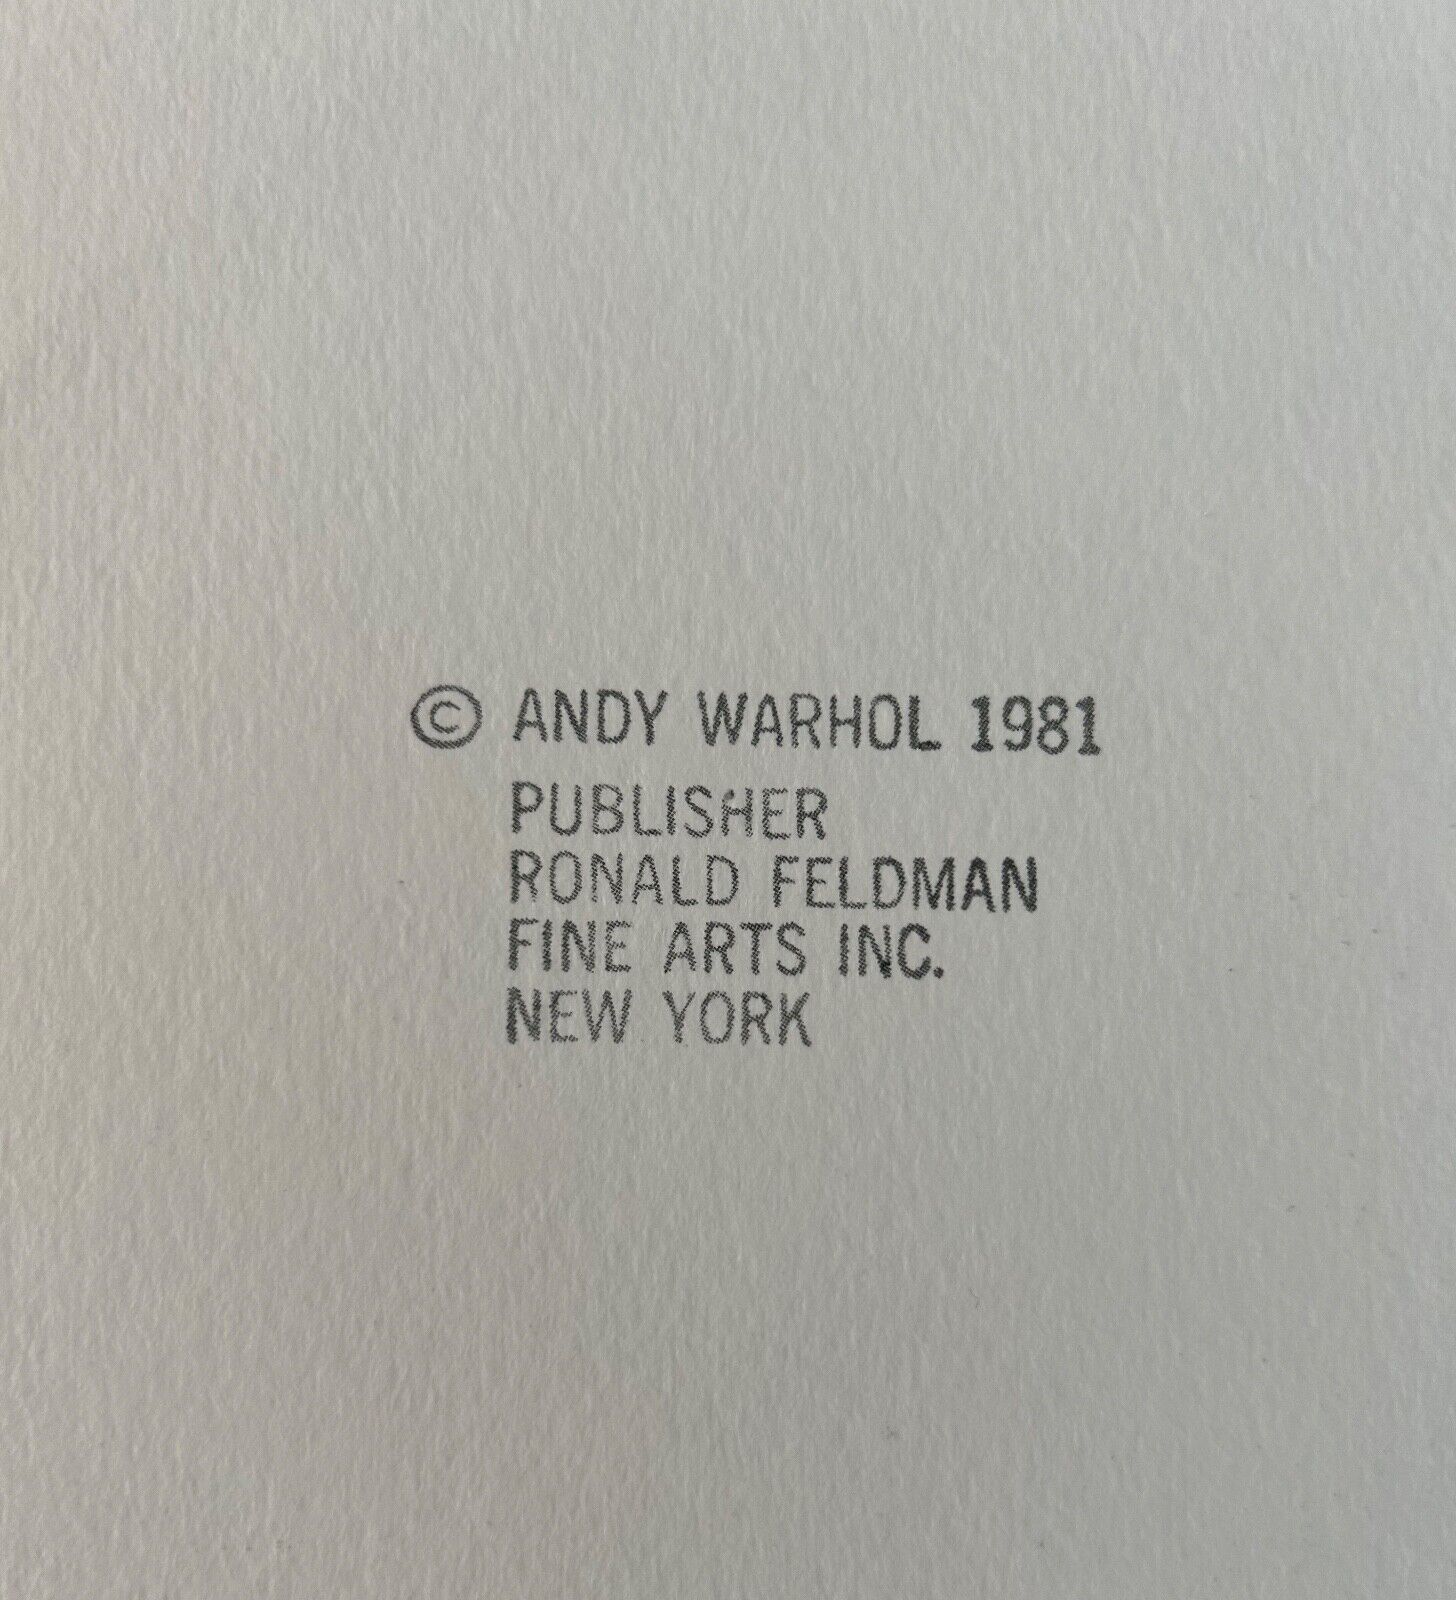 © ANDY WARHOL 1981
PUBLISHER
RONALD FELDMAN
FINE ARTS INC.
NEW YORK